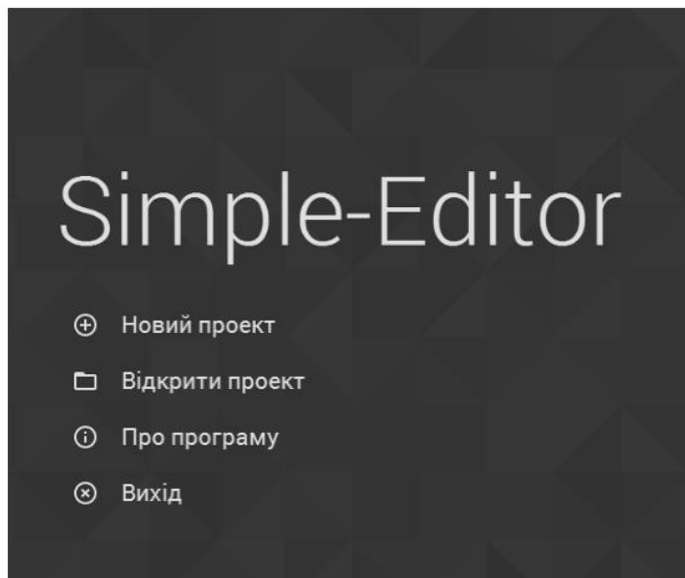 Simple-Editor
Новий проект
Відкрити проект
Про програму
Вихід